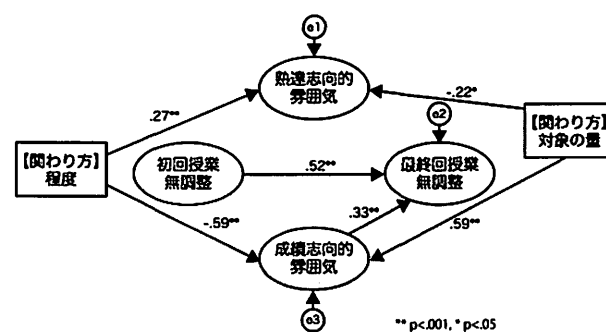 e1
熟達志向的
雰囲気
.27**
-.22*
【関わり方】
対象の量
e2
【関わり方】
程度
初回授業
無調整
.52**
最終回授業
無調整
.33**
-.59**
.59**
成績志向的
雰囲気
e3
** p<.001, * p<.05